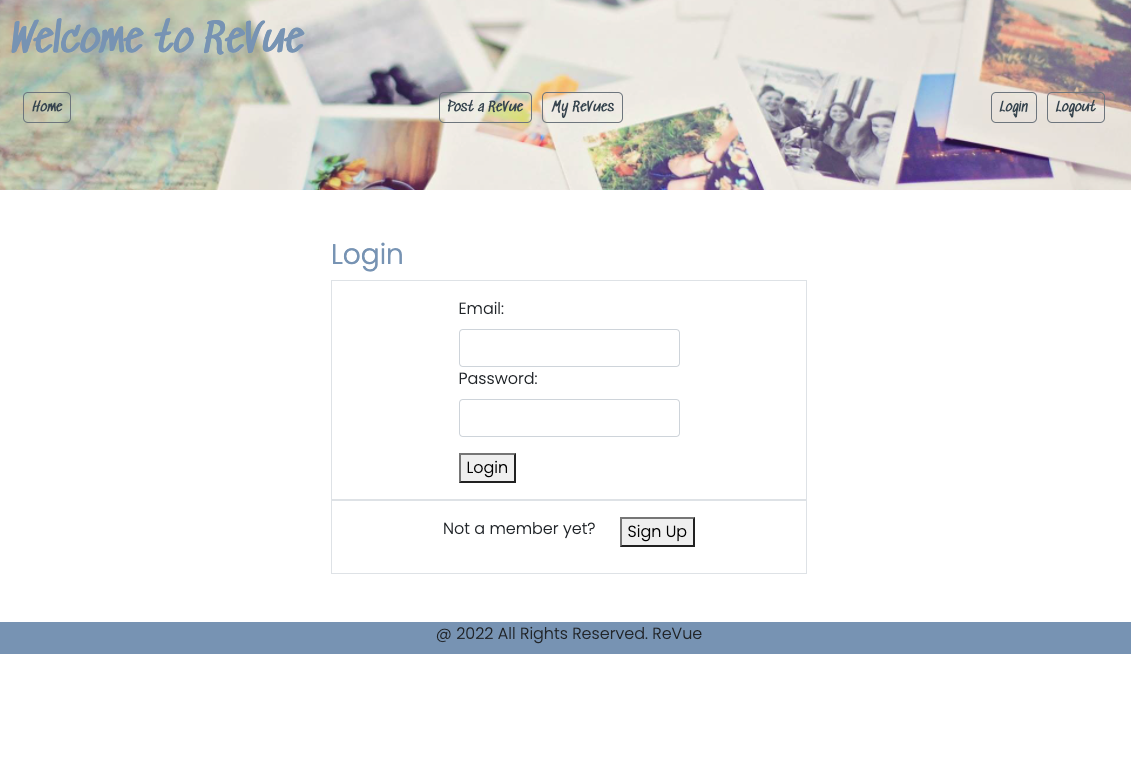 Welcome to ReVue
Home Post a ReVue My ReVues Login Logout
Login
Email:
Password:
Login
Not a member yet? Sign Up
@ 2022 All Rights Reserved. ReVue